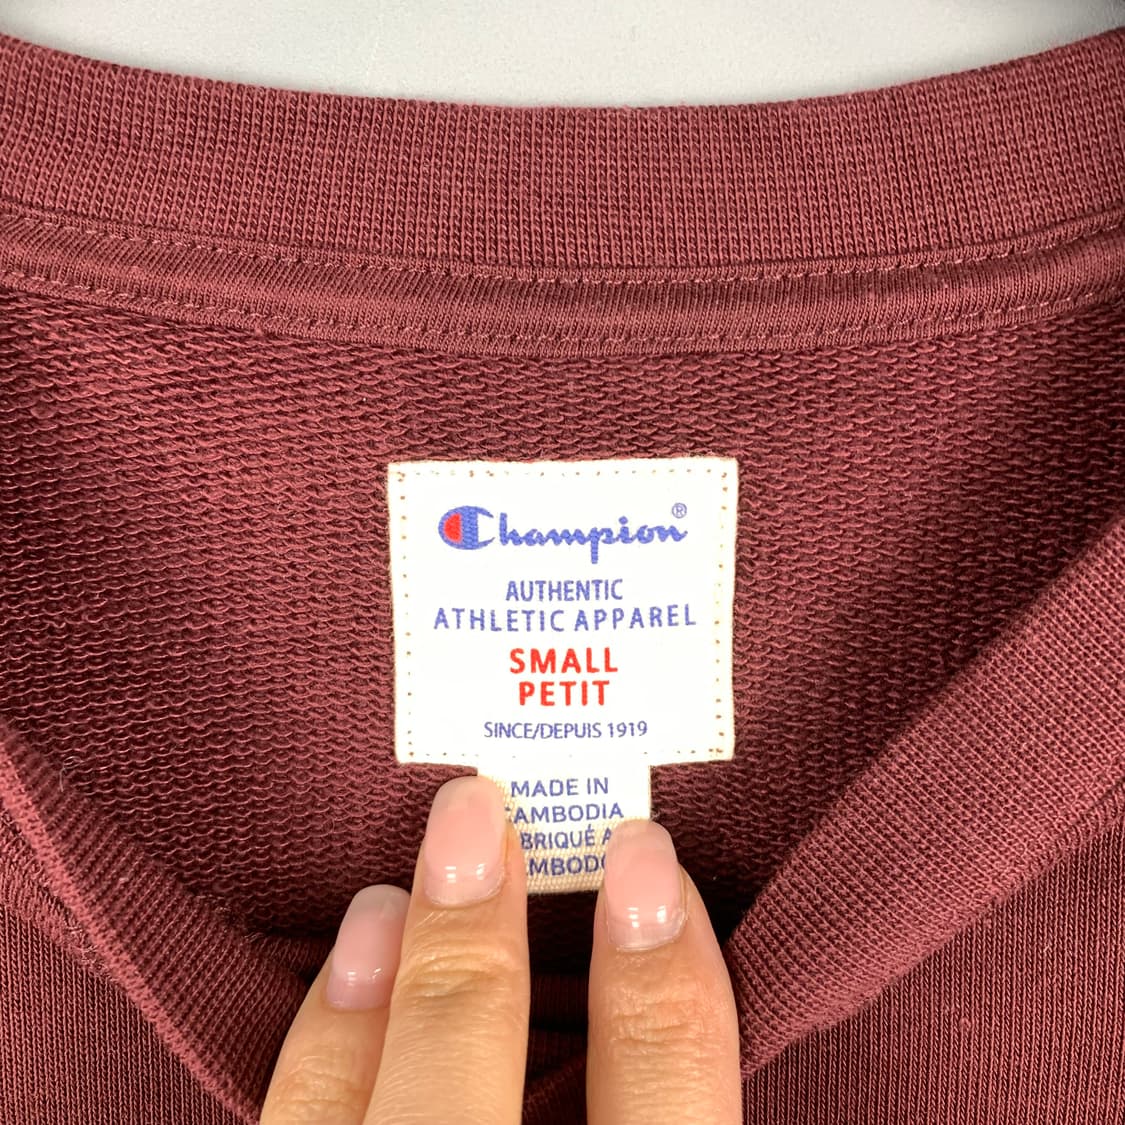 Champion®
AUTHENTIC
ATHLETIC APPAREL
SMALL
PETIT
SINCE/DEPUIS 1919
MADE IN